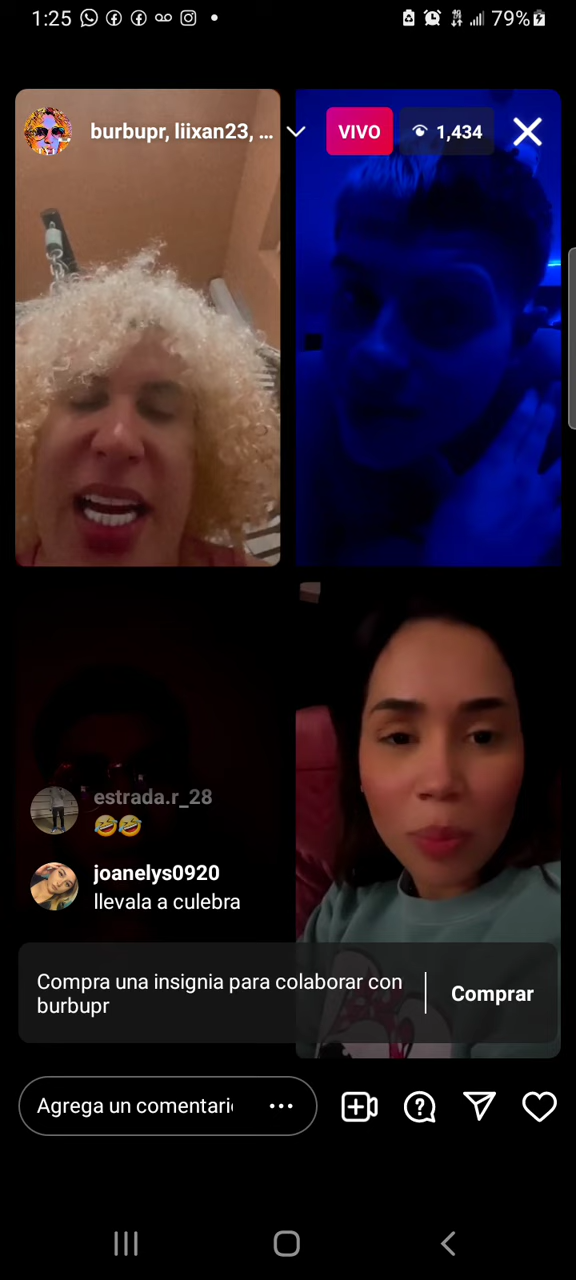 1:25
79%
burbupr, liixan23, ...
VIVO
1,434
estrada.r_28
🤣🤣
joanelys0920
llevala a culebra
Compra una insignia para colaborar con
burbupr
Comprar
Agrega un comentari